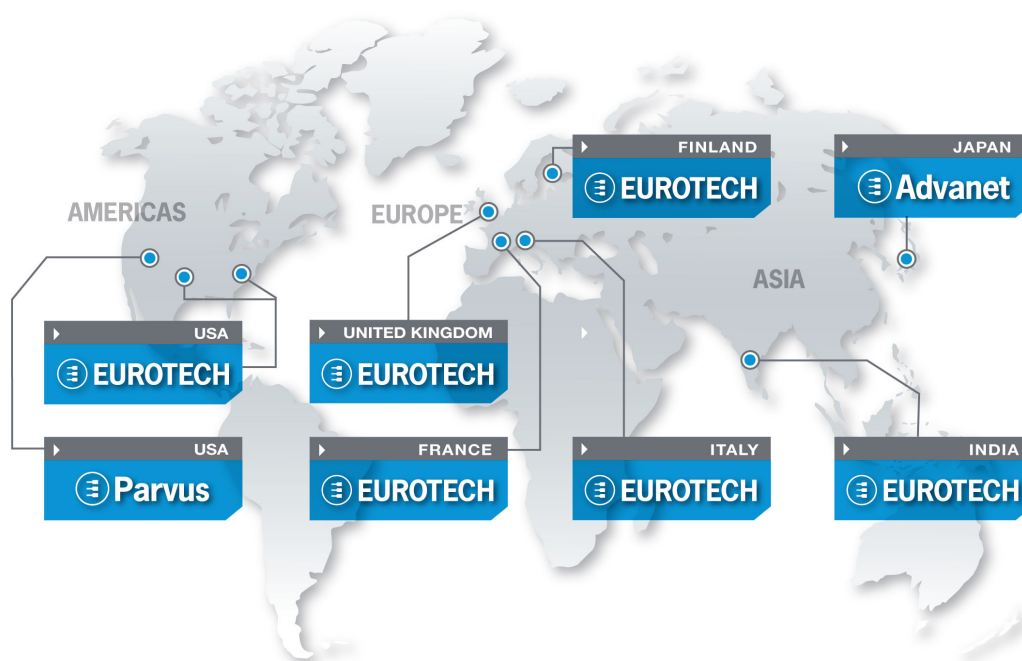 FINLAND
EUROTECH
JAPAN
Advanet
AMERICAS
EUROPE
ASIA
USA
EUROTECH
UNITED KINGDOM
EUROTECH
USA
Parvus
FRANCE
EUROTECH
ITALY
EUROTECH
INDIA
EUROTECH